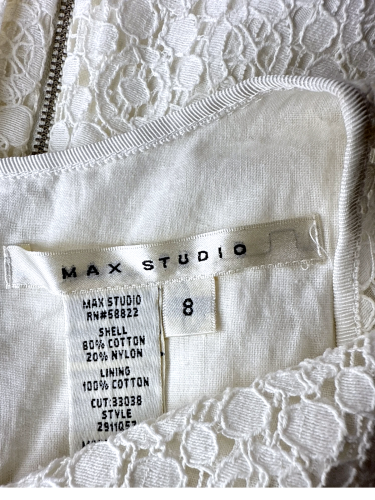 MAX STUDIO
8
MAX STUDIO
RN#58822
SHELL
80% COTTON
20% NYLON
LINING
100% COTTON
CUT:33038
STYLE